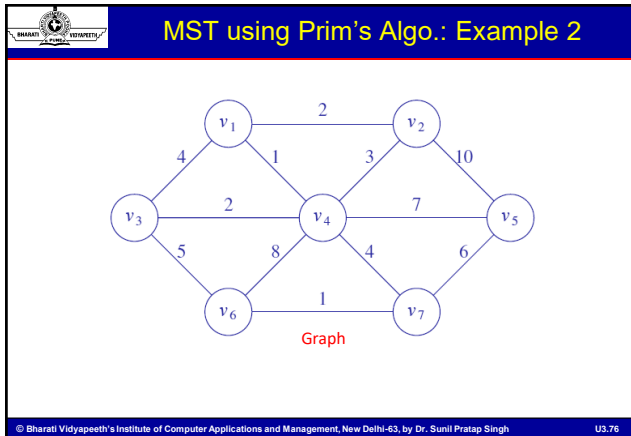 BHARATI VIDYAPEETH
PUNE
MST using Prim's Algo.: Example 2
2
v1 v2
4 1 3 10
2 7
v3 v4 v5
5 8 4 6
1
v6 v7
Graph
© Bharati Vidyapeeth's Institute of Computer Applications and Management, New Delhi-63, by Dr. Sunil Pratap Singh U3.76